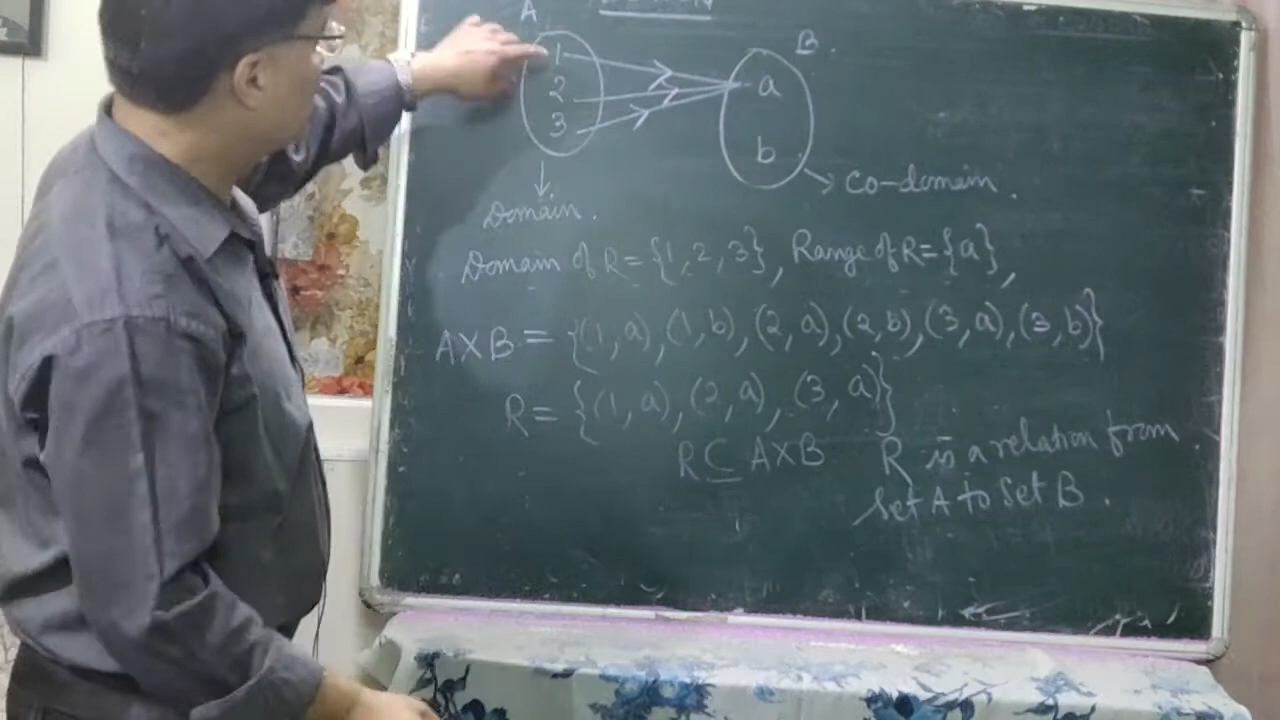 A
B.
1
2
3
a
b
Domain.
co-domain.
Domain of R = {1, 2, 3}, Range of R = {a},
A×B = {(1, a), (1, b), (2, a), (2, b), (3, a), (3, b)}
R = {(1, a), (2, a), (3, a)}
R ⊆ A×B
R is a relation from
set A to set B.